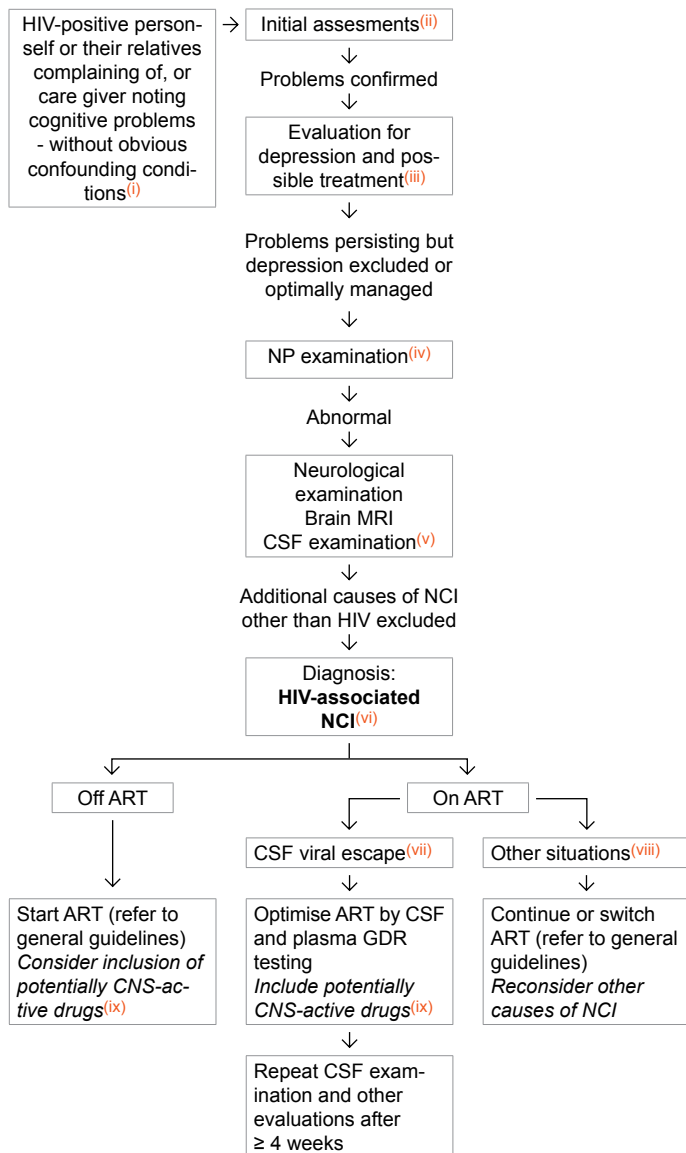 HIV-positive person-
self or their relatives
complaining of, or
care giver noting
cognitive problems
- without obvious
confounding condi-
tions(i)
Initial assesments(ii)
Problems confirmed
Evaluation for
depression and pos-
sible treatment(iii)
Problems persisting but
depression excluded or
optimally managed
NP examination(iv)
Abnormal
Neurological
examination
Brain MRI
CSF examination(v)
Additional causes of NCI
other than HIV excluded
Diagnosis:
HIV-associated
NCI(vi)
Off ART
On ART
CSF viral escape(vii)
Other situations(viii)
Start ART (refer to
general guidelines)
Consider inclusion of
potentially CNS-ac-
tive drugs(ix)
Optimise ART by CSF
and plasma GDR
testing
Include potentially
CNS-active drugs(ix)
Continue or switch
ART (refer to general
guidelines)
Reconsider other
causes of NCI
Repeat CSF exam-
ination and other
evaluations after
≥ 4 weeks